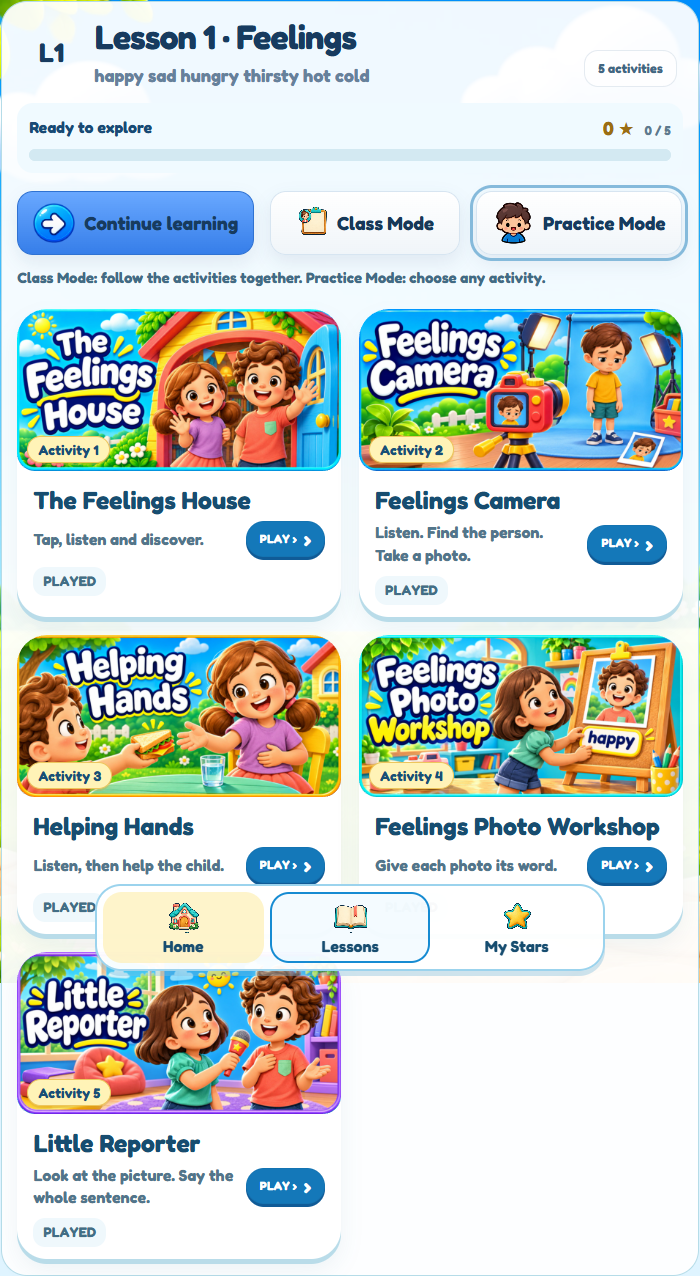 L1
Lesson 1 · Feelings
happy sad hungry thirsty hot cold
5 activities
Ready to explore
0 ★ 0 / 5
Continue learning
Class Mode
Practice Mode
Class Mode: follow the activities together. Practice Mode: choose any activity.
The
Feelings
House
Activity 1
The Feelings House
Tap, listen and discover.
PLAY ›
PLAYED
Feelings
Camera
Activity 2
Feelings Camera
Listen. Find the person.
Take a photo.
PLAY ›
PLAYED
Helping
Hands
Activity 3
Helping Hands
Listen, then help the child.
PLAY ›
PLAYED
Feelings
Photo
Workshop
happy
Activity 4
Feelings Photo Workshop
Give each photo its word.
PLAY ›
Home
Lessons
My Stars
Little
Reporter
Activity 5
Little Reporter
Look at the picture. Say the
whole sentence.
PLAY ›
PLAYED